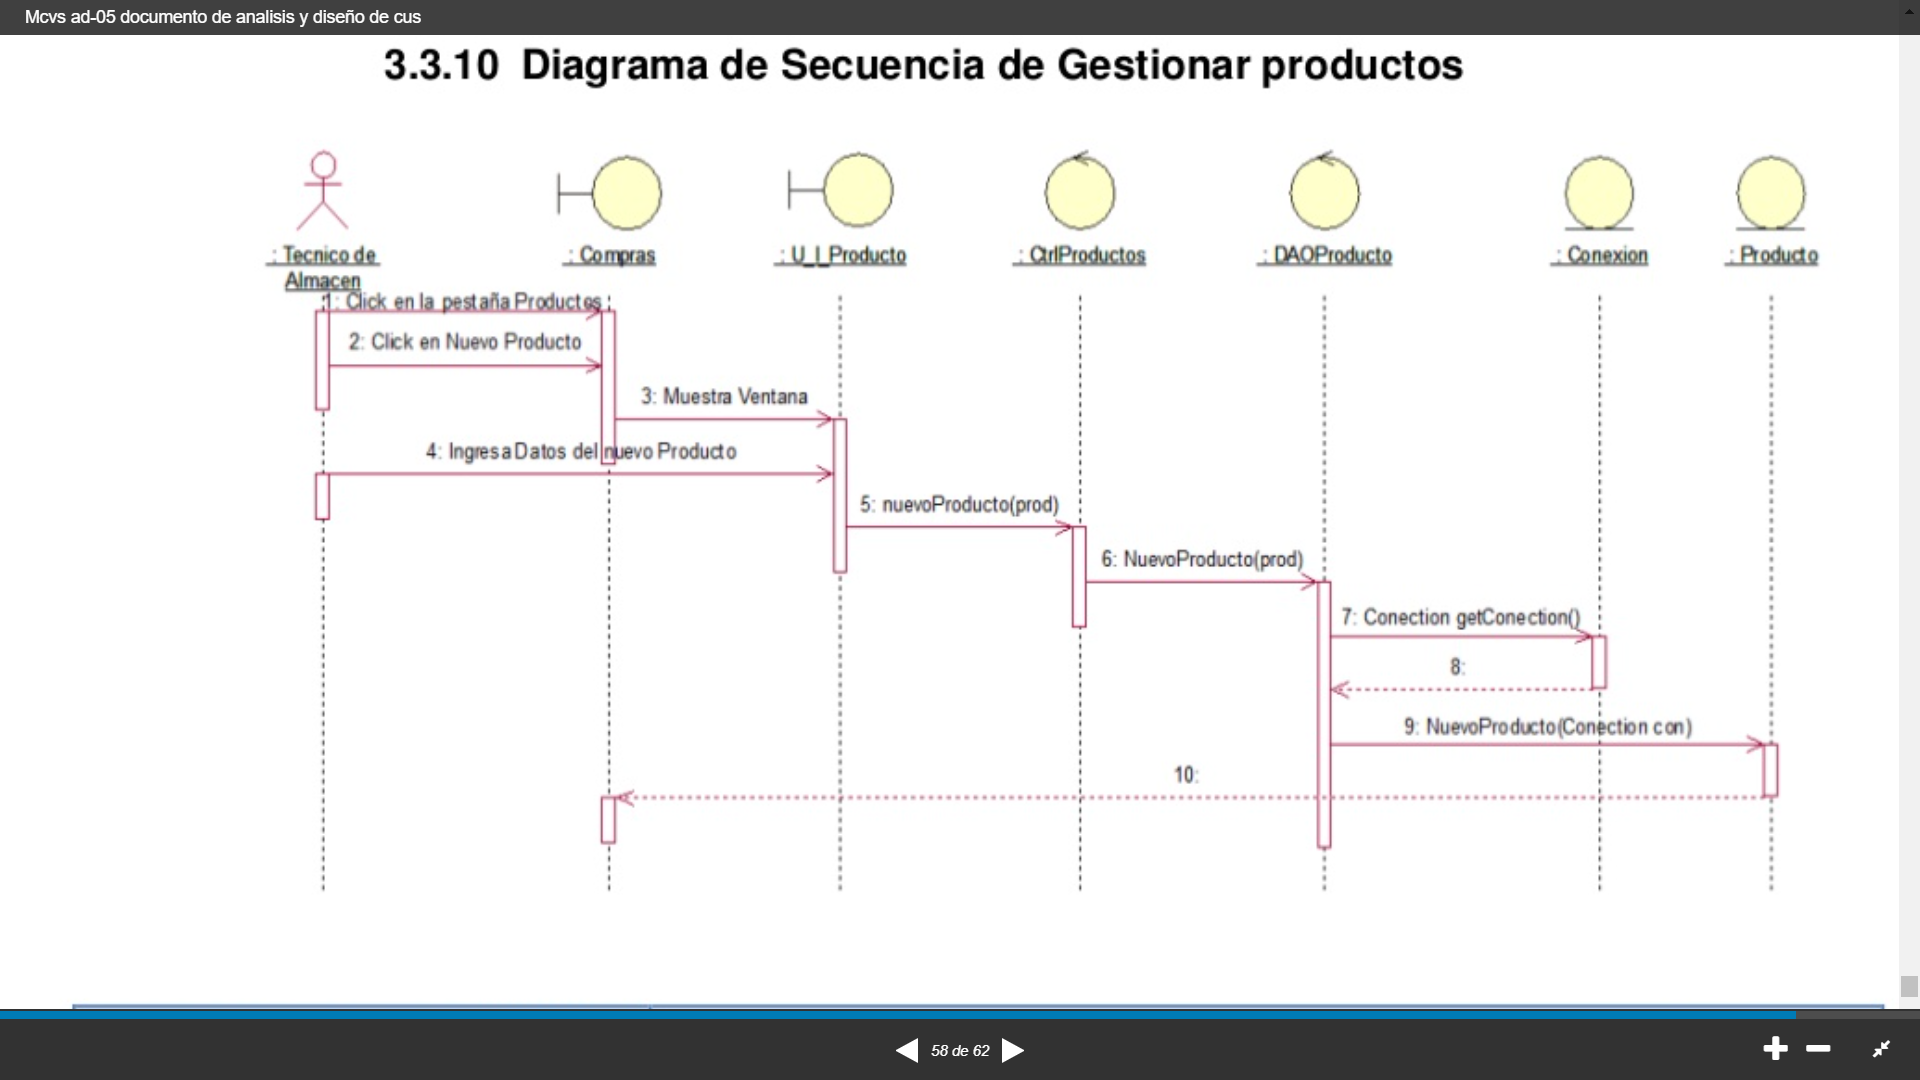 Mcvs ad-05 documento de analisis y diseño de cus
3.3.10 Diagrama de Secuencia de Gestionar productos
: Tecnico de
Almacen
: Compras
: U_I_Producto
: CtrlProductos
: DAOProducto
: Conexion
: Producto
1: Click en la pestaña Productos
2: Click en Nuevo Producto
3: Muestra Ventana
4: Ingresa Datos del nuevo Producto
5: nuevoProducto(prod)
6: NuevoProducto(prod)
7: Conection getConection()
8:
9: NuevoProducto(Conection con)
10:
58 de 62